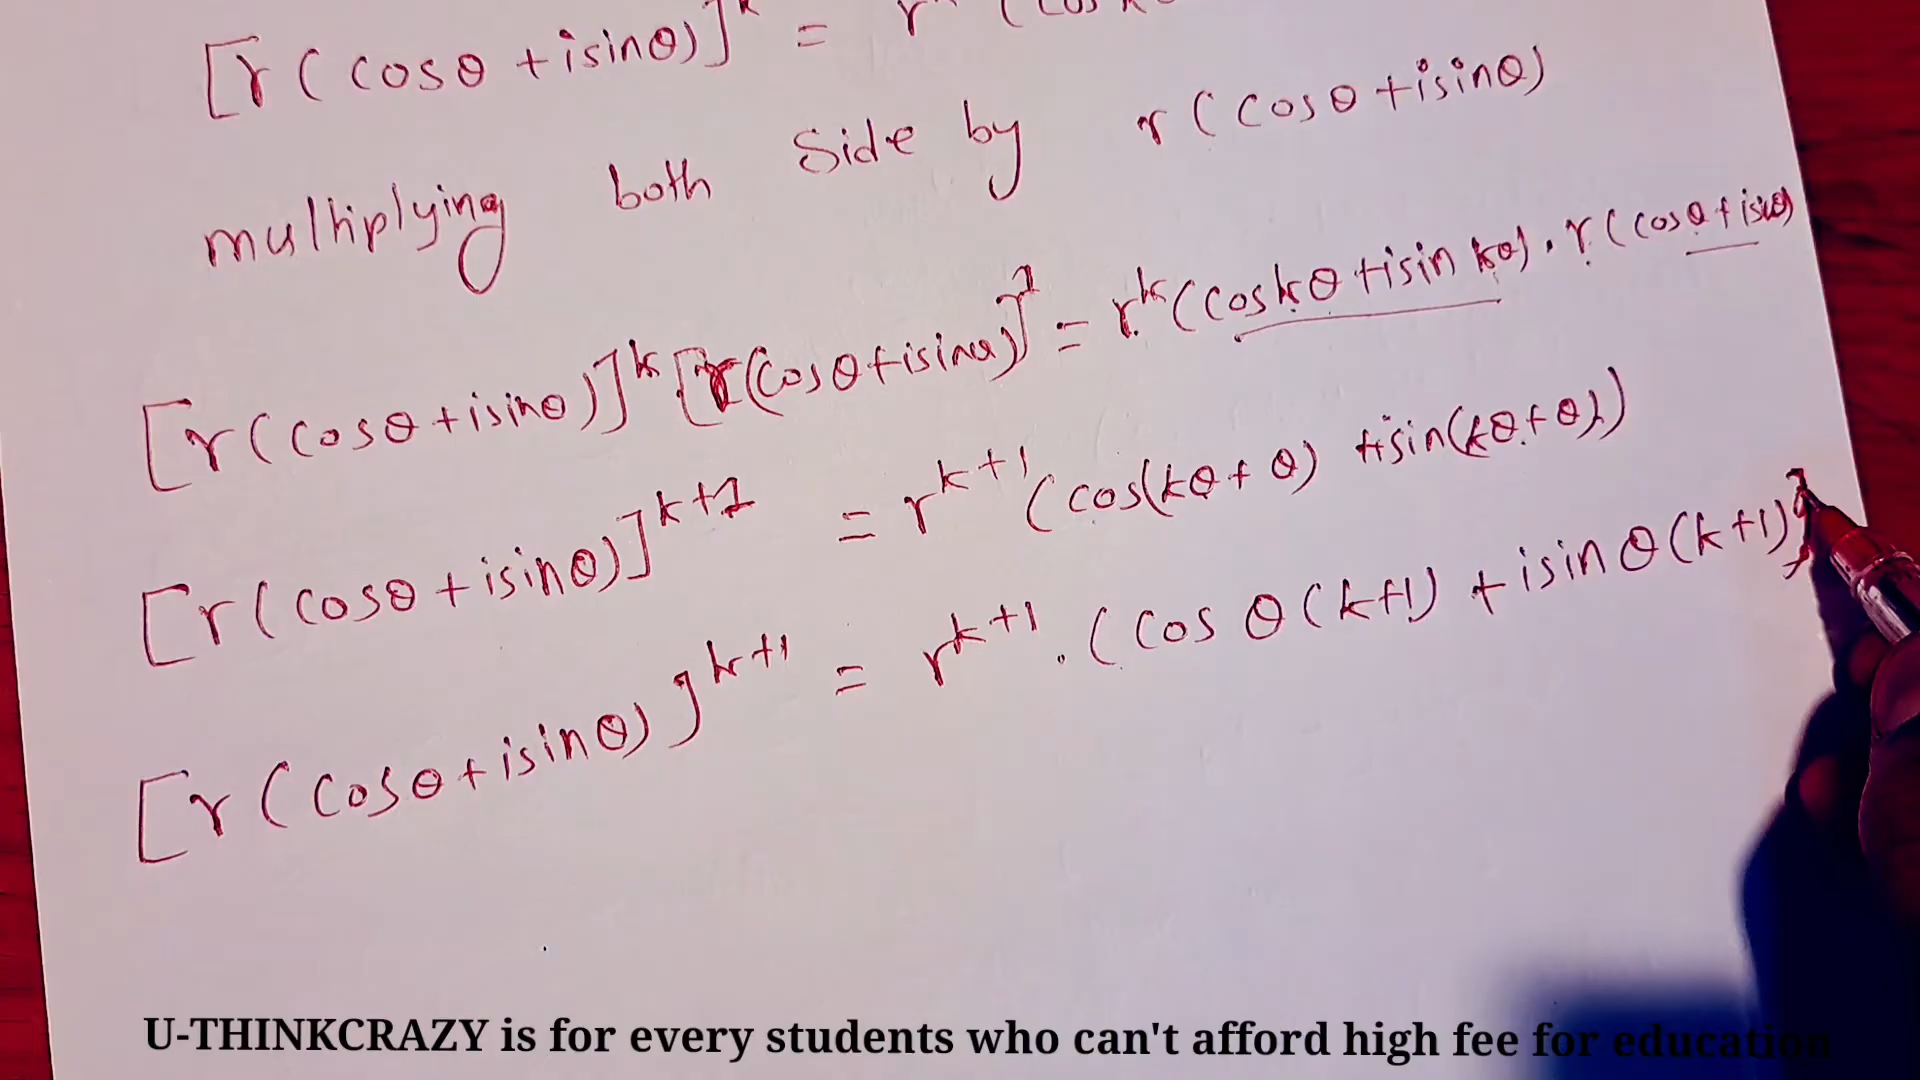 [r(cosθ +isinθ)]^k = r^k (cos k
multiplying both side by r(cosθ +isinθ)
[r(cosθ+isinθ)]^k [r(cosθ+isinθ)]^1 = r^k(coskθ +isin kθ) . r(cosθ+isinθ)
[r(cosθ+isinθ)]^k+1 = r^k+1 (cos(kθ+θ) +isin(kθ+θ))
[r(cosθ+isinθ)]^k+1 = r^k+1 . (cos θ(k+1) + isin θ(k+1)}
U-THINKCRAZY is for every students who can't afford high fee for education